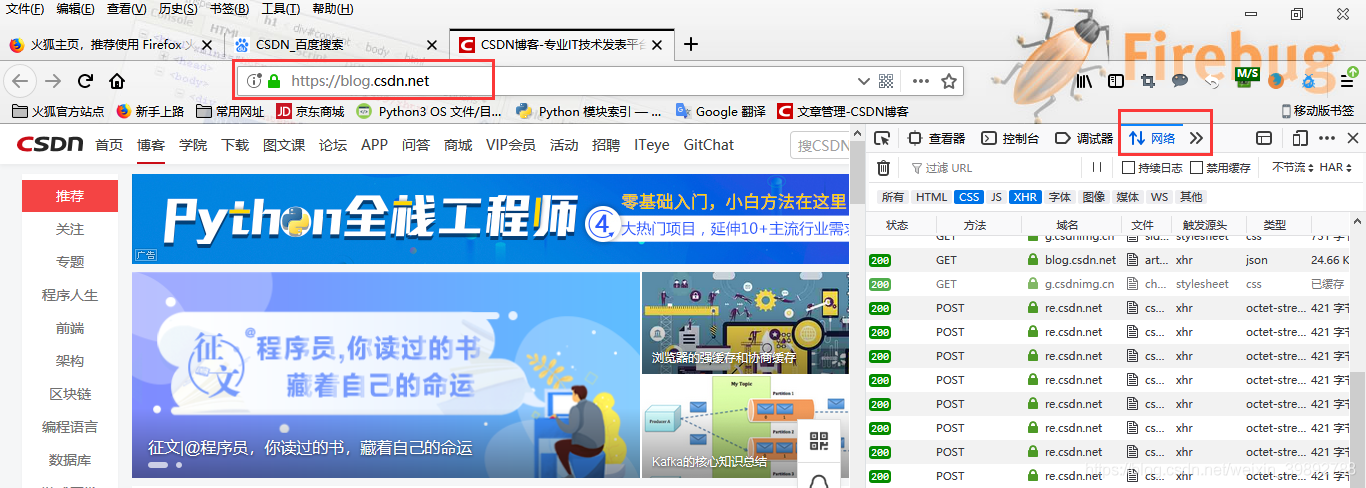 文件(F) 编辑(E) 查看(V) 历史(S) 书签(B) 工具(T) 帮助(H)
火狐主页，推荐使用 Firefox 火
CSDN_百度搜索
CSDN博客-专业IT技术发表平台
Firebug
https://blog.csdn.net
M/S
火狐官方站点 新手上路 常用网址 京东商城 Python3 OS 文件/目... Python 模块索引 — ... Google 翻译 文章管理-CSDN博客 移动版书签
CSDN 首页 博客 学院 下载 图文课 论坛 APP 问答 商城 VIP会员 活动 招聘 ITeye GitChat 搜CSDN
查看器 控制台 调试器 网络
过滤 URL 持续日志 禁用缓存 不节流 HAR
所有 HTML CSS JS XHR 字体 图像 媒体 WS 其他
状态 方法 域名 文件 触发源头 类型
GET g.csdnimg.cn sid... stylesheet css 751 字节
200 GET blog.csdn.net art... xhr json 24.66 K
200 GET g.csdnimg.cn ch... stylesheet css 已缓存
200 POST re.csdn.net cs... xhr octet-stre... 421 字节
200 POST re.csdn.net cs... xhr octet-stre... 421 字节
200 POST re.csdn.net cs... xhr octet-stre... 421 字节
200 POST re.csdn.net cs... xhr octet-stre... 421 字节
200 POST re.csdn.net cs... xhr octet-stre... 421 字节
200 POST re.csdn.net cs... xhr octet-stre... 421 字节
200 POST re.csdn.net cs... xhr octet-stre... 421 字节
200 POST re.csdn.net cs... xhr octet-stre... 421 字节
推荐
关注
专题
程序人生
前端
架构
区块链
编程语言
数据库
Python全栈工程师 ④
零基础入门，小白方法在这里
大热门项目，延伸10+主流行业需求
广告
征文
@程序员,你读过的书
藏着自己的命运
征文|@程序员，你读过的书，藏着自己的命运
浏览器的强缓存和协商缓存
My Topic
Partition 1
Producer A
Partition 2
Partition 3
Kafka的核心知识总结